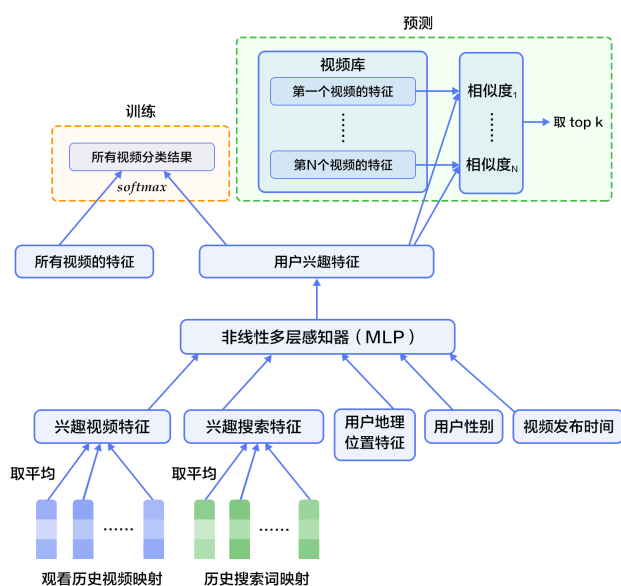 预测
视频库
第一个视频的特征
相似度1
......
......
取 top k
第N个视频的特征
相似度N
训练
所有视频分类结果
softmax
所有视频的特征
用户兴趣特征
非线性多层感知器（MLP）
兴趣视频特征
兴趣搜索特征
用户地理
位置特征
用户性别
视频发布时间
取平均
取平均
......
......
观看历史视频映射
历史搜索词映射